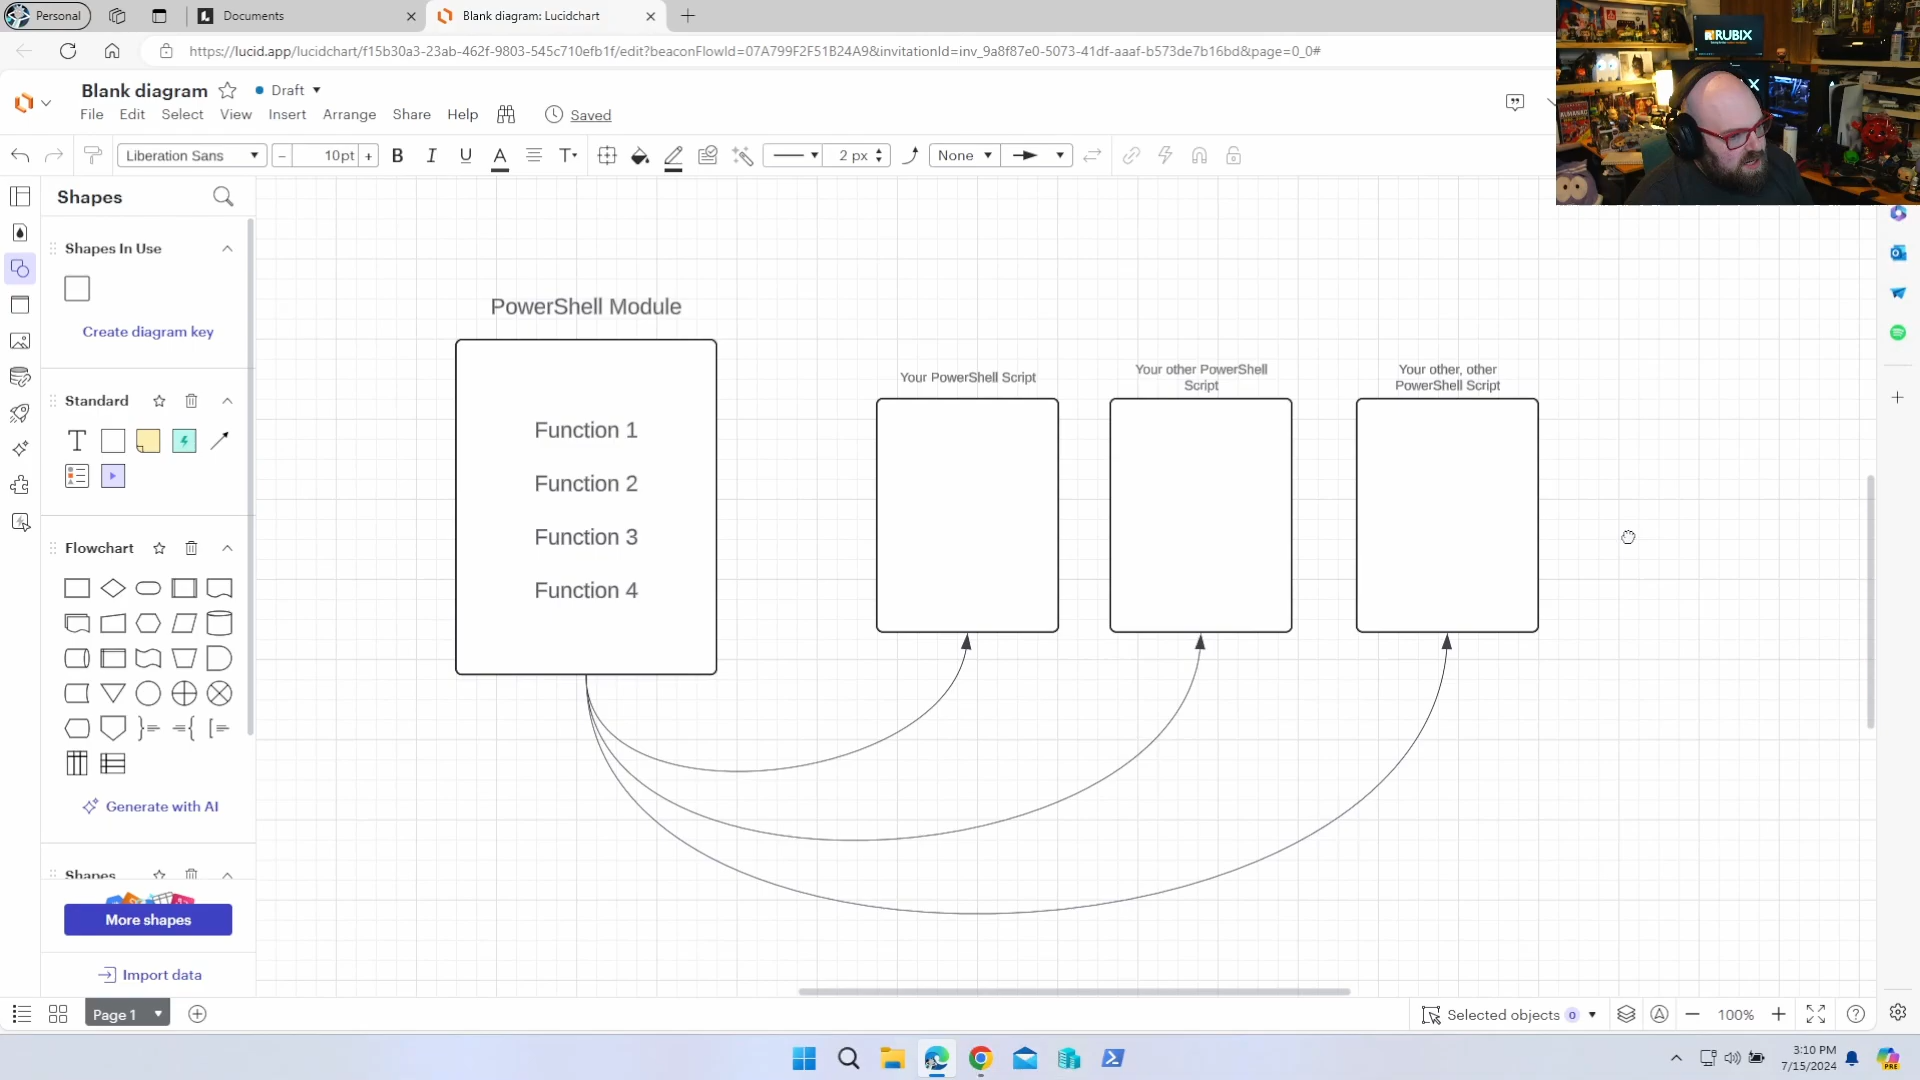 Personal
Documents
Blank diagram: Lucidchart
https://lucid.app/lucidchart/f15b30a3-23ab-462f-9803-545c710efb1f/edit?beaconFlowId=07A799F2F51B24A9&invitationId=inv_9a8f87e0-5073-41df-aaaf-b573de7b16bd&page=0_0#
RUBIX
Blank diagram
Draft
File Edit Select View Insert Arrange Share Help
Saved
Liberation Sans
10pt
B I U A
2 px
None
Shapes
Shapes In Use
Create diagram key
Standard
Flowchart
Generate with AI
Shapes
More shapes
Import data
PowerShell Module
Function 1
Function 2
Function 3
Function 4
Your PowerShell Script
Your other PowerShell
Script
Your other, other
PowerShell Script
Page 1
Selected objects 0
100%
3:10 PM
7/15/2024
PRE